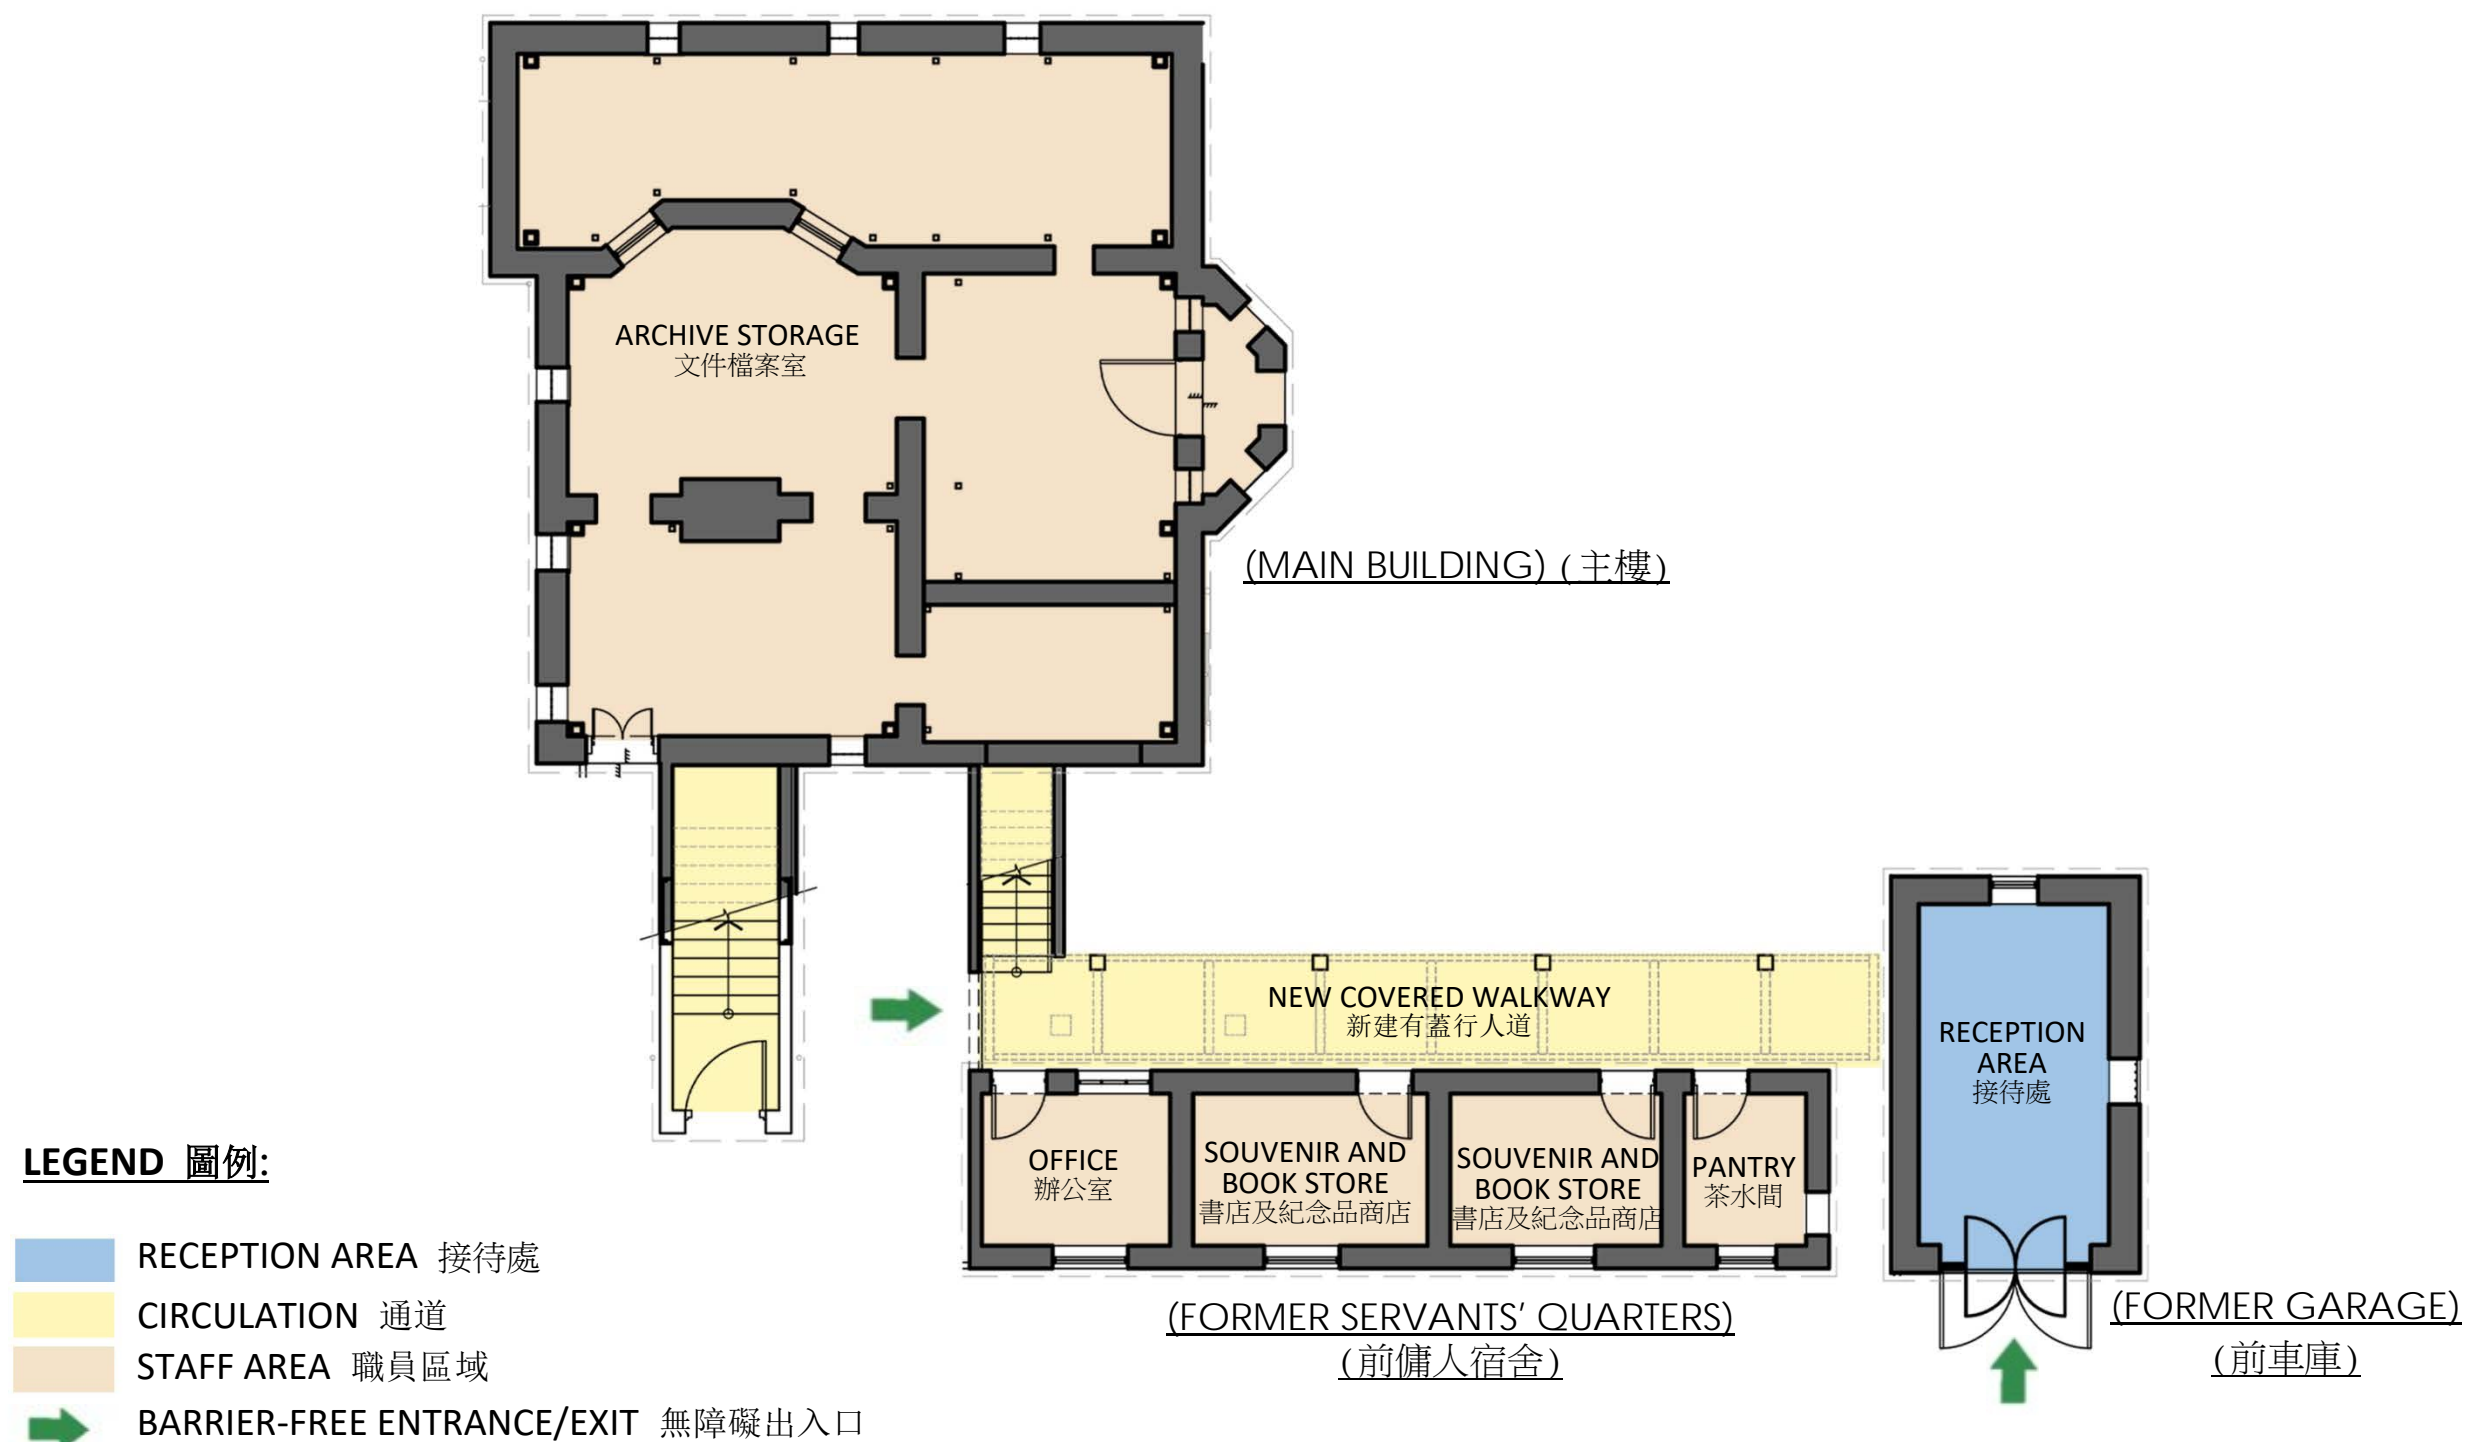 ARCHIVE STORAGE
文件檔案室
(MAIN BUILDING) (主樓)
NEW COVERED WALKWAY
新建有蓋行人道
RECEPTION
AREA
接待處
OFFICE
辦公室
SOUVENIR AND
BOOK STORE
書店及紀念品商店
SOUVENIR AND
BOOK STORE
書店及紀念品商店
PANTRY
茶水間
(FORMER SERVANTS' QUARTERS)
(前傭人宿舍)
(FORMER GARAGE)
(前車庫)
LEGEND 圖例:
RECEPTION AREA 接待處
CIRCULATION 通道
STAFF AREA 職員區域
BARRIER-FREE ENTRANCE/EXIT 無障礙出入口